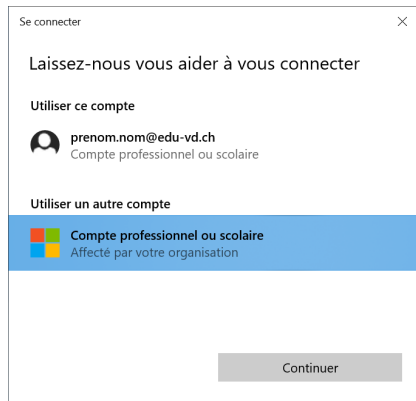 Se connecter
Laissez-nous vous aider à vous connecter
Utiliser ce compte
prenom.nom@edu-vd.ch
Compte professionnel ou scolaire
Utiliser un autre compte
Compte professionnel ou scolaire
Affecté par votre organisation
Continuer